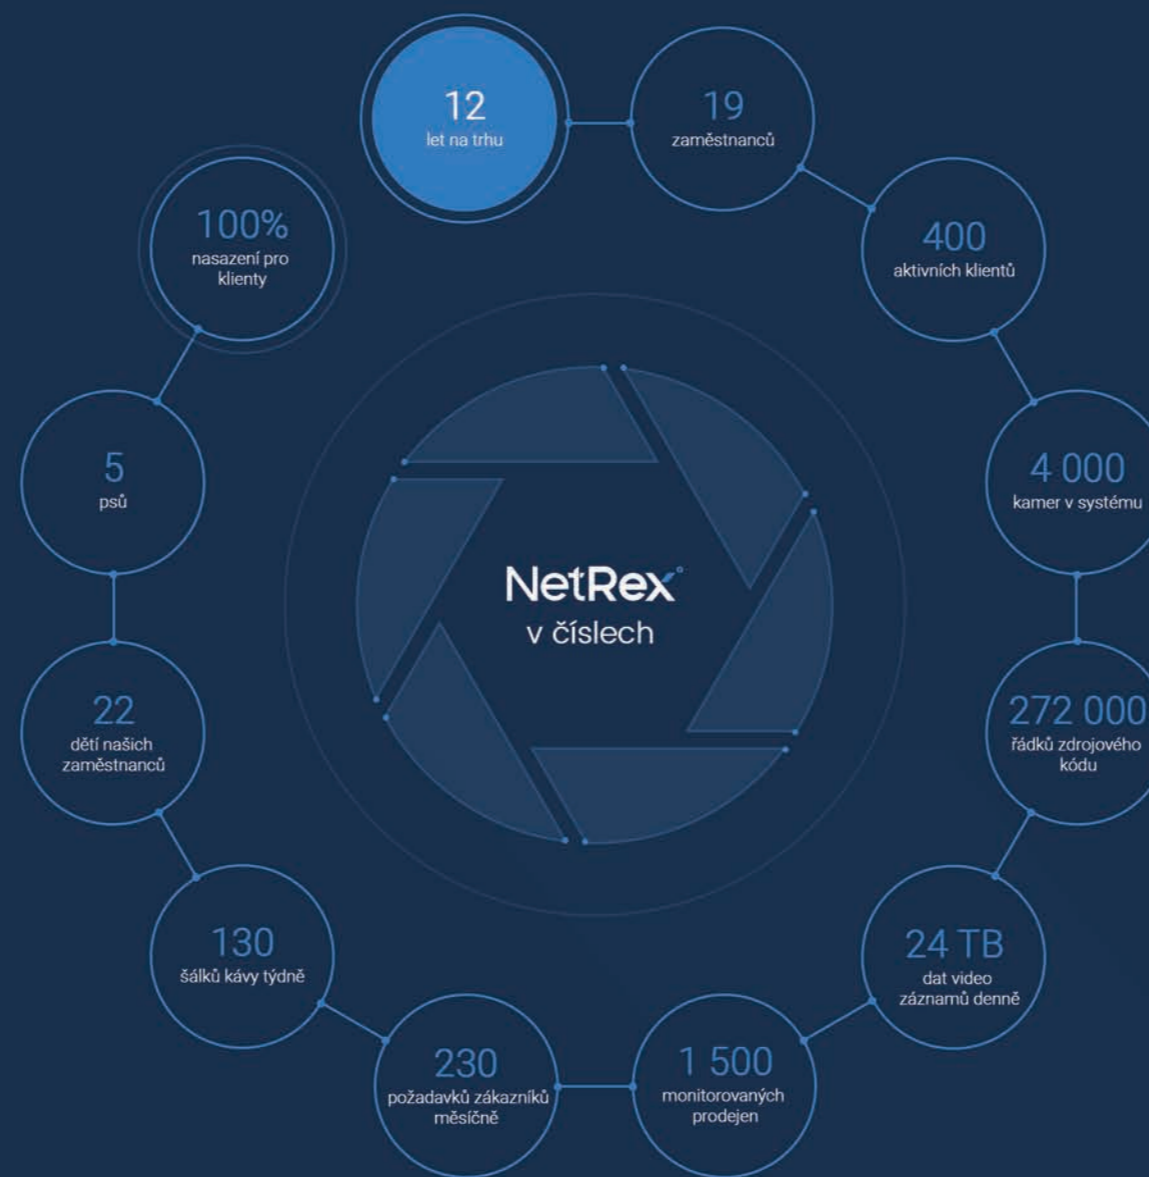 12
let na trhu
19
zaměstnanců
400
aktivních klientů
4 000
kamer v systému
272 000
řádků zdrojového
kódu
24 TB
dat video
záznamů denně
1 500
monitorovaných
prodejen
230
požadavků zákazníků
měsíčně
130
šálků kávy týdně
22
dětí našich
zaměstnanců
5
psů
100%
nasazení pro
klienty
NetRex
v číslech